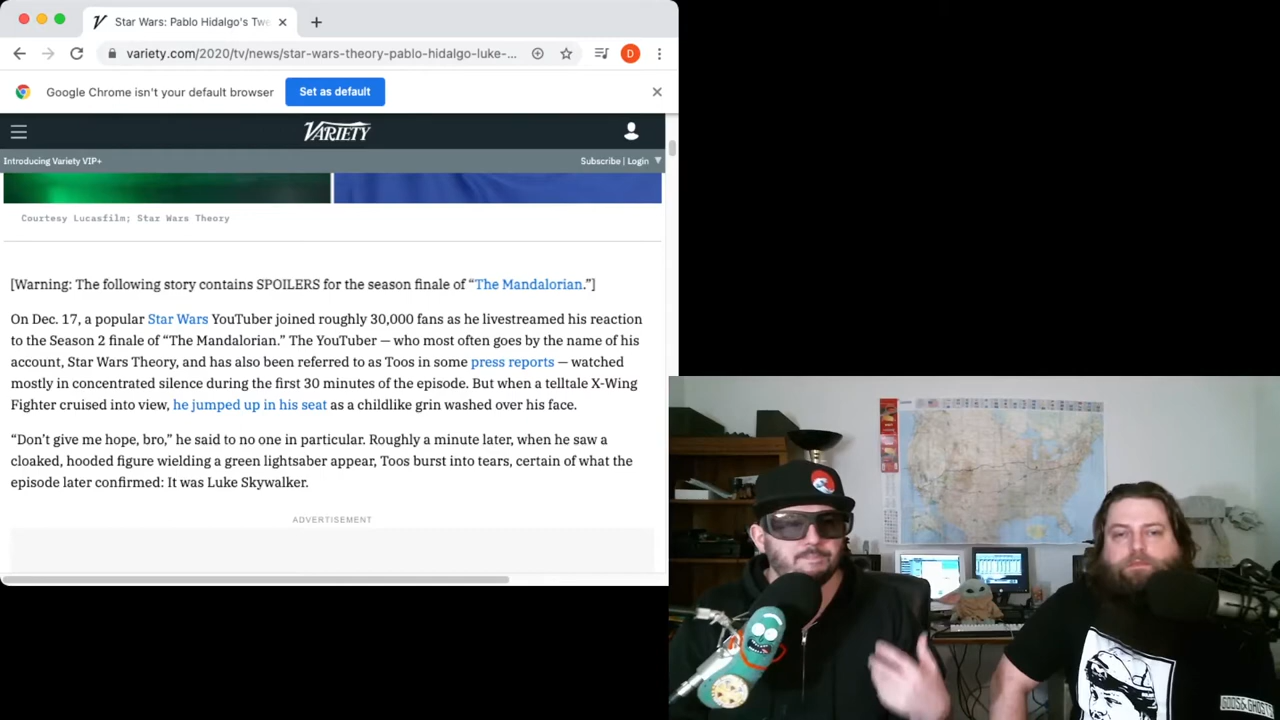 Star Wars: Pablo Hidalgo's Twe
variety.com/2020/tv/news/star-wars-theory-pablo-hidalgo-luke-...
D
Google Chrome isn't your default browser
Set as default
VARIETY
Introducing Variety VIP+
Subscribe | Login
Courtesy Lucasfilm; Star Wars Theory
[Warning: The following story contains SPOILERS for the season finale of “The Mandalorian.”]
On Dec. 17, a popular Star Wars YouTuber joined roughly 30,000 fans as he livestreamed his reaction
to the Season 2 finale of “The Mandalorian.” The YouTuber — who most often goes by the name of his
account, Star Wars Theory, and has also been referred to as Toos in some press reports — watched
mostly in concentrated silence during the first 30 minutes of the episode. But when a telltale X-Wing
Fighter cruised into view, he jumped up in his seat as a childlike grin washed over his face.
“Don’t give me hope, bro,” he said to no one in particular. Roughly a minute later, when he saw a
cloaked, hooded figure wielding a green lightsaber appear, Toos burst into tears, certain of what the
episode later confirmed: It was Luke Skywalker.
ADVERTISEMENT